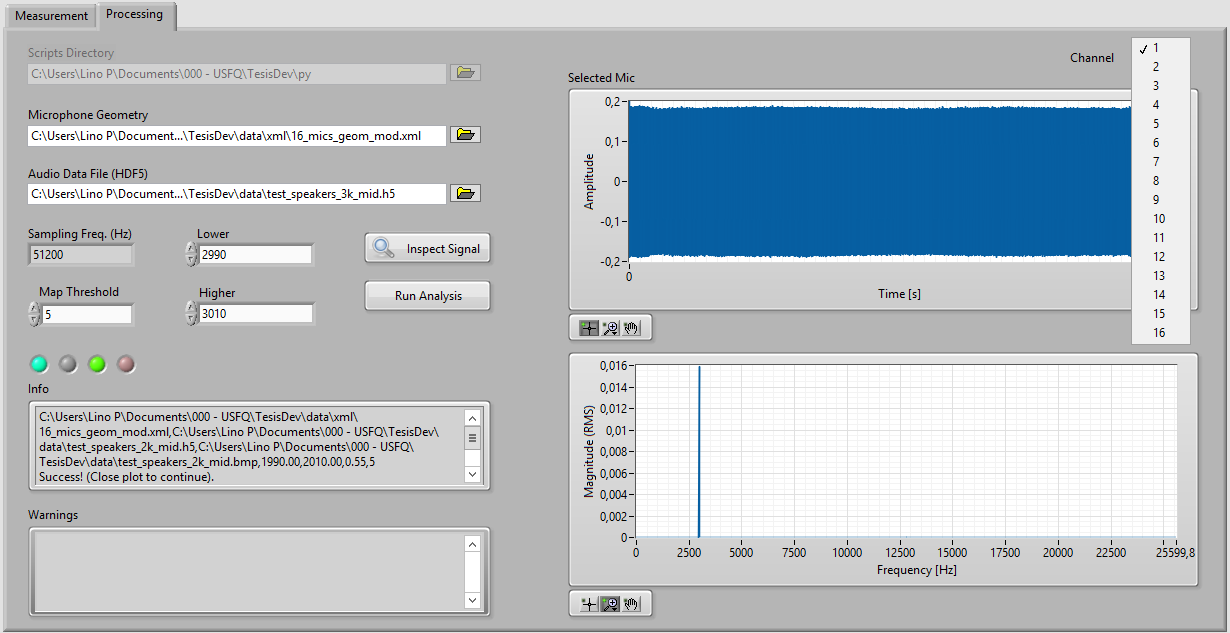 Measurement
Processing
Scripts Directory
C:\Users\Lino P\Documents\000 - USFQ\TesisDev\py
Microphone Geometry
C:\Users\Lino P\Document...\TesisDev\data\xml\16_mics_geom_mod.xml
Audio Data File (HDF5)
C:\Users\Lino P\Document...\TesisDev\data\test_speakers_3k_mid.h5
Sampling Freq. (Hz)
51200
Lower
2990
Inspect Signal
Map Threshold
5
Higher
3010
Run Analysis
Info
C:\Users\Lino P\Documents\000 - USFQ\TesisDev\data\xml\
16_mics_geom_mod.xml,C:\Users\Lino P\Documents\000 - USFQ\TesisDev\
data\test_speakers_2k_mid.h5,C:\Users\Lino P\Documents\000 - USFQ\
TesisDev\data\test_speakers_2k_mid.bmp,1990.00,2010.00,0.55,5
Success! (Close plot to continue).
Warnings
Channel
✓ 1
2
3
4
5
6
7
8
9
10
11
12
13
14
15
16
Selected Mic
Amplitude
0,2
0,1
0
-0,1
-0,2
0
Time [s]
Magnitude (RMS)
0,016
0,014
0,012
0,01
0,008
0,006
0,004
0,002
0
0 2500 5000 7500 10000 12500 15000 17500 20000 22500 25599,8
Frequency [Hz]